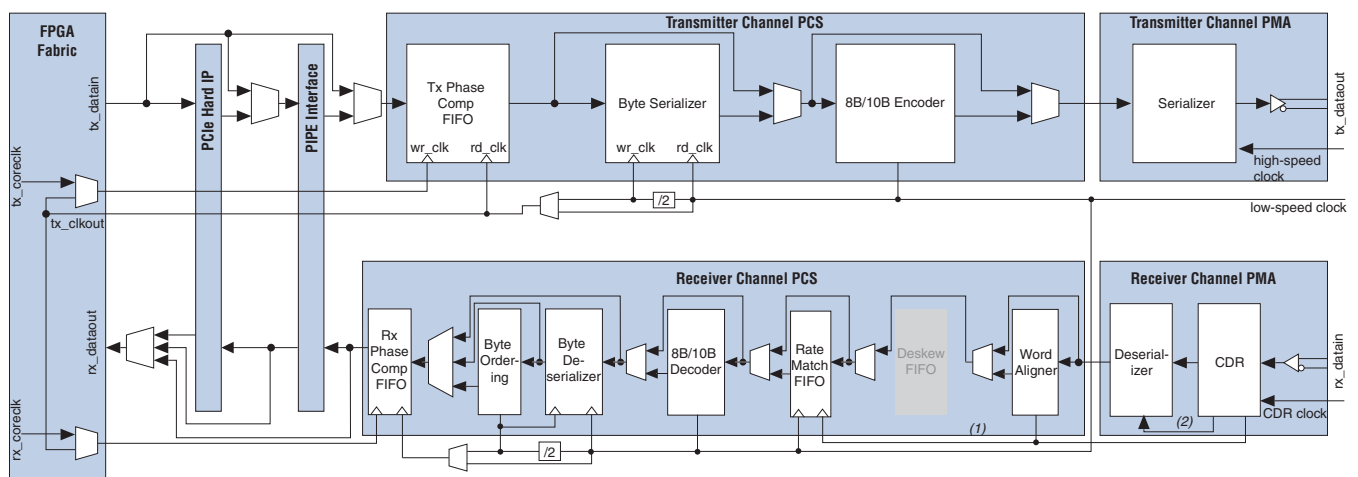 FPGA
Fabric
Transmitter Channel PCS
Transmitter Channel PMA
tx_datain
PCIe Hard IP
PIPE Interface
Tx Phase
Comp
FIFO
wr_clk
rd_clk
Byte Serializer
wr_clk
rd_clk
8B/10B Encoder
Serializer
tx_dataout
high-speed
clock
tx_coreclk
/2
tx_clkout
low-speed clock
Receiver Channel PCS
Receiver Channel PMA
rx_dataout
Rx
Phase
Comp
FIFO
Byte
Order-
ing
Byte
De-
serializer
8B/10B
Decoder
Rate
Match
FIFO
Deskew
FIFO
Word
Aligner
Deserial-
izer
CDR
rx_datain
CDR clock
(1)
(2)
rx_coreclk
/2